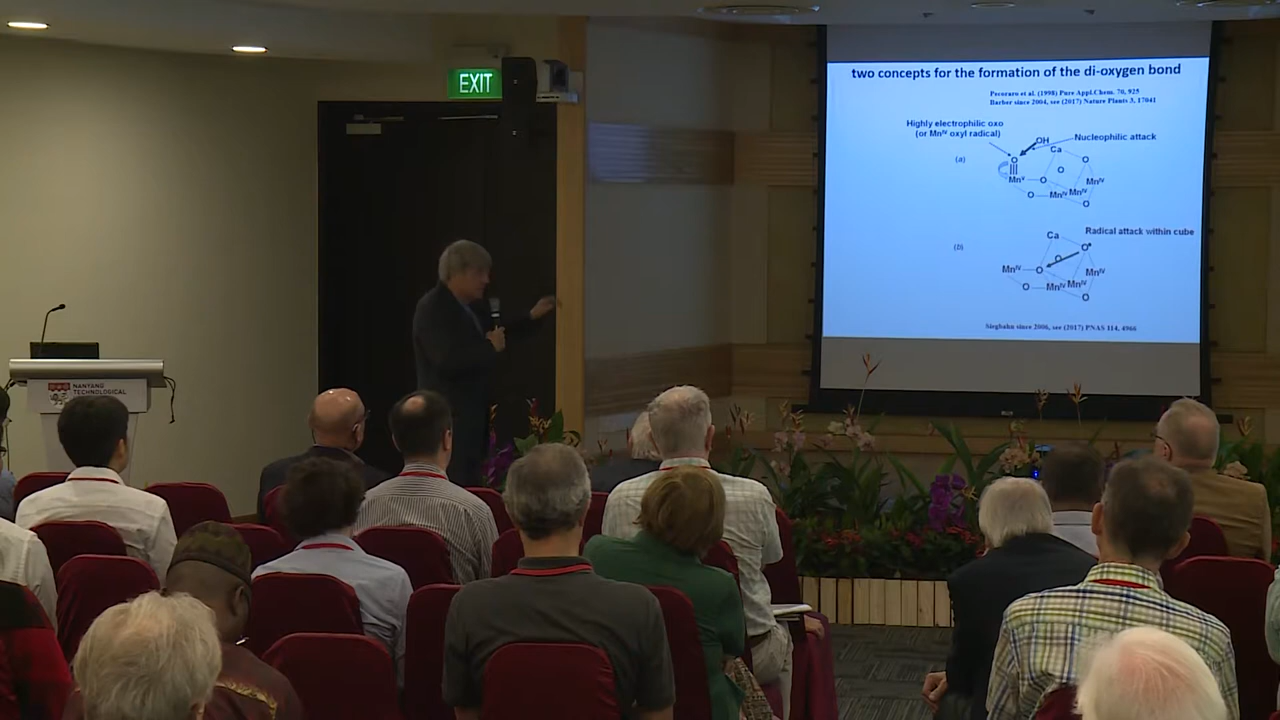 EXIT
NANYANG
TECHNOLOGICAL
two concepts for the formation of the di-oxygen bond
Pecoraro et al. (1998) Pure Appl.Chem. 70, 925
Barber since 2004, see (2017) Nature Plants 3, 17041
Highly electrophilic oxo
(or Mnᴵⱽ oxyl radical)
Nucleophilic attack
OH
Ca
(a)
O
O
O
Mnⱽ
O
Mnᴵⱽ
O
Mnᴵⱽ
Mnᴵⱽ
O
Radical attack within cube
Ca
(b)
O•
O
Mnᴵⱽ
O
Mnᴵⱽ
O
Mnᴵⱽ
Mnᴵⱽ
O
Siegbahn since 2006, see (2017) PNAS 114, 4966